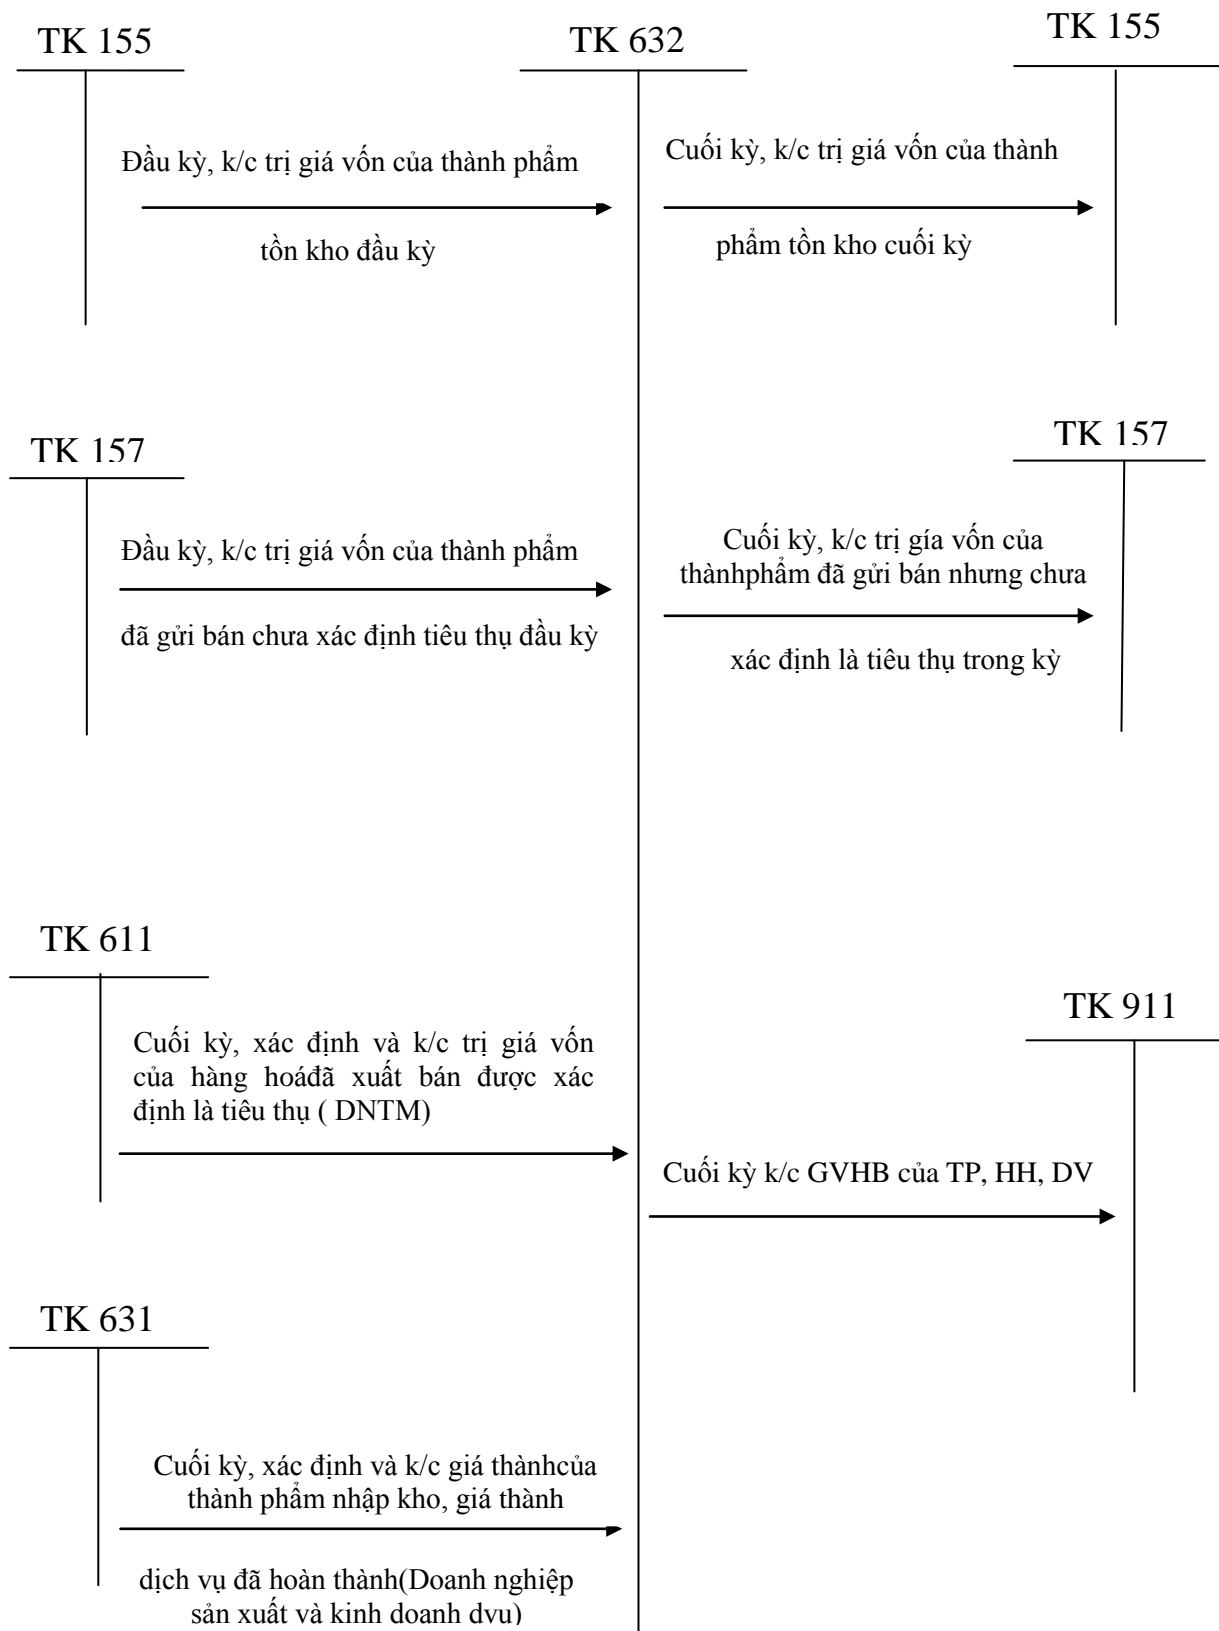 TK 155
TK 632
TK 155
Đầu kỳ, k/c trị giá vốn của thành phẩm
tồn kho đầu kỳ
Cuối kỳ, k/c trị giá vốn của thành
phẩm tồn kho cuối kỳ
TK 157
TK 157
Đầu kỳ, k/c trị giá vốn của thành phẩm
đã gửi bán chưa xác định tiêu thụ đầu kỳ
Cuối kỳ, k/c trị gía vốn của
thànhphẩm đã gửi bán nhưng chưa
xác định là tiêu thụ trong kỳ
TK 611
Cuối kỳ, xác định và k/c trị giá vốn
của hàng hoáđã xuất bán được xác
định là tiêu thụ ( DNTM)
TK 911
Cuối kỳ k/c GVHB của TP, HH, DV
TK 631
Cuối kỳ, xác định và k/c giá thànhcủa
thành phẩm nhập kho, giá thành
dịch vụ đã hoàn thành(Doanh nghiệp
sản xuất và kinh doanh dvu)